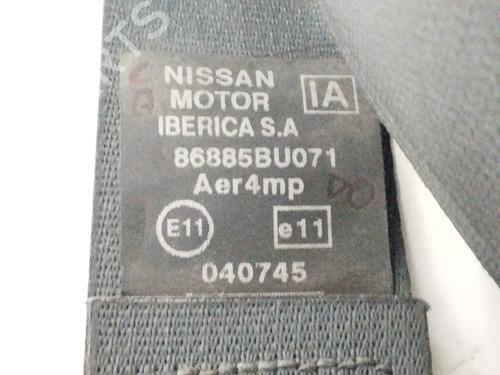 NISSAN
MOTOR IA
IBERICA S.A
86885BU071
Aer4mp
E11 e11
040745